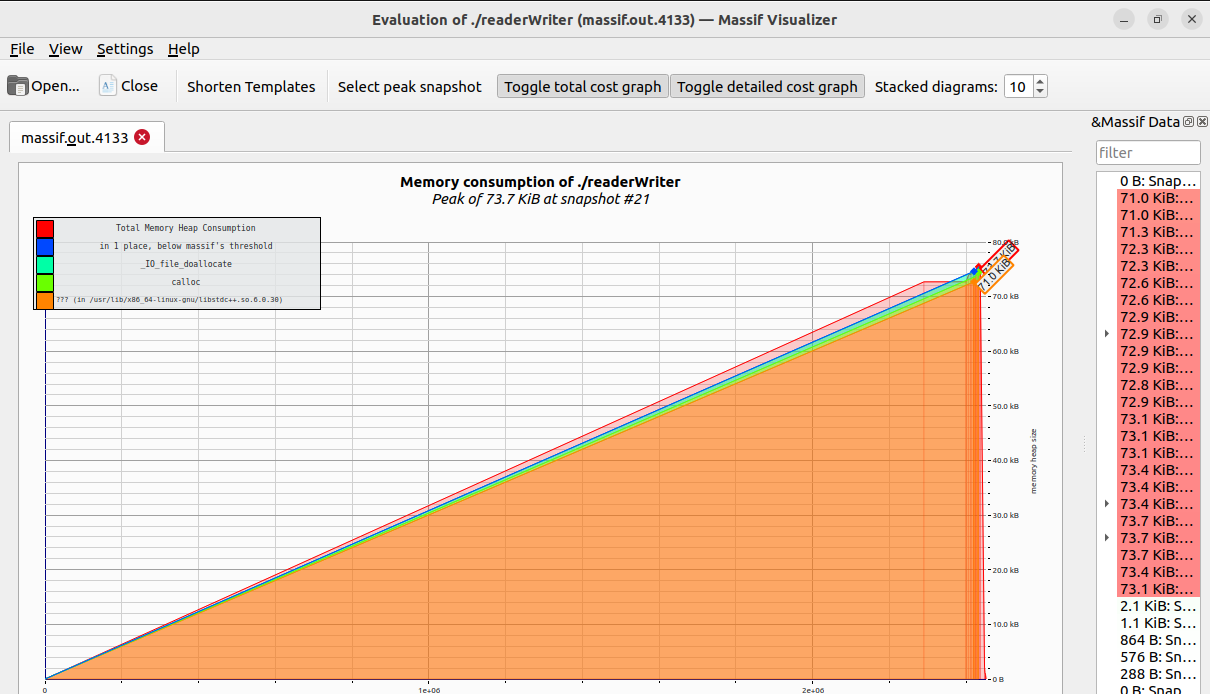 Evaluation of ./readerWriter (massif.out.4133) — Massif Visualizer
File View Settings Help
Open... Close Shorten Templates Select peak snapshot Toggle total cost graph Toggle detailed cost graph Stacked diagrams: 10
&Massif Data
massif.out.4133
filter
Memory consumption of ./readerWriter
Peak of 73.7 KiB at snapshot #21
Total Memory Heap Consumption
in 1 place, below massif's threshold
_IO_file_doallocate
calloc
??? (in /usr/lib/x86_64-linux-gnu/libstdc++.so.6.0.30)
80.0 kB
71.0 KiB
70.0 kB
60.0 kB
50.0 kB
40.0 kB
30.0 kB
20.0 kB
10.0 kB
0 B
memory heap size
0 1e+06 2e+06
0 B: Snap...
71.0 KiB:...
71.0 KiB:...
71.3 KiB:...
72.3 KiB:...
72.3 KiB:...
72.6 KiB:...
72.6 KiB:...
72.9 KiB:...
72.9 KiB:...
72.9 KiB:...
72.9 KiB:...
72.8 KiB:...
72.9 KiB:...
73.1 KiB:...
73.1 KiB:...
73.1 KiB:...
73.4 KiB:...
73.4 KiB:...
73.4 KiB:...
73.7 KiB:...
73.7 KiB:...
73.7 KiB:...
73.4 KiB:...
73.1 KiB:...
2.1 KiB: S...
1.1 KiB: S...
864 B: Sn...
576 B: Sn...
288 B: Sn...
0 B: Snap